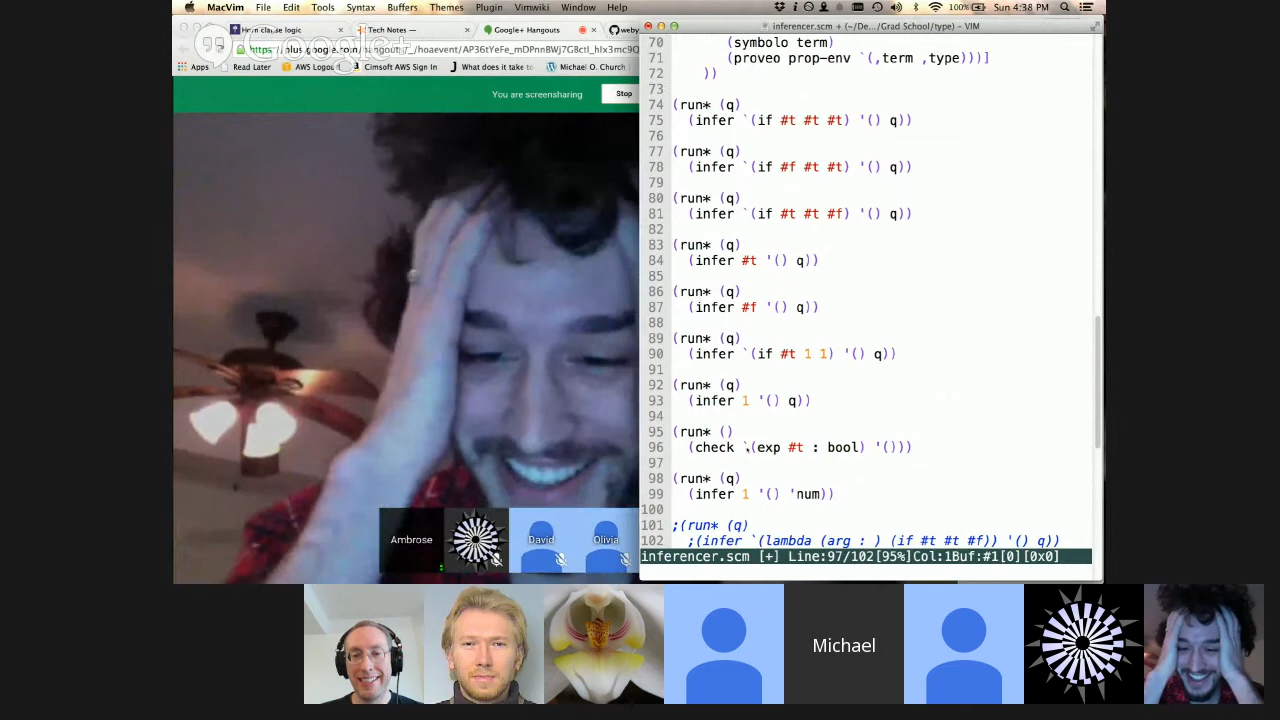 MacVim File Edit Tools Syntax Buffers Themes Plugin Vimwiki Window Help 100% Sun 4:38 PM
Horn clause logic Tech Notes — Google+ Hangouts
inferencer.scm + (~/De.../Grad School/type) – VIM
Google+
Apps Read Later AWS Logou Cimsoft AWS Sign In What does it take to Michael O. Church
You are screensharing Stop
70 (symbolo term)
71 (proveo prop-env `(,term ,type)))]
72 ))
73
74 (run* (q)
75 (infer `(if #t #t #t) '() q))
76
77 (run* (q)
78 (infer `(if #f #t #t) '() q))
79
80 (run* (q)
81 (infer `(if #t #t #f) '() q))
82
83 (run* (q)
84 (infer #t '() q))
85
86 (run* (q)
87 (infer #f '() q))
88
89 (run* (q)
90 (infer `(if #t 1 1) '() q))
91
92 (run* (q)
93 (infer 1 '() q))
94
95 (run* ()
96 (check `(exp #t : bool) '()))
97
98 (run* (q)
99 (infer 1 '() 'num))
100
101 ;(run* (q)
102 ;(infer `(lambda (arg : ) (if #t #t #f)) '() q))
inferencer.scm [+] Line:97/102[95%]Col:1Buf:#1[0][0x0]
Ambrose David Olivia
Michael